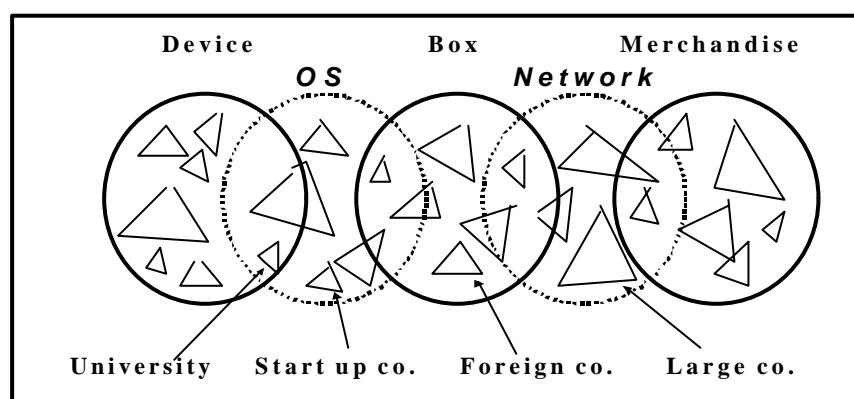 Device Box Merchandise
OS Network
University Start up co. Foreign co. Large co.